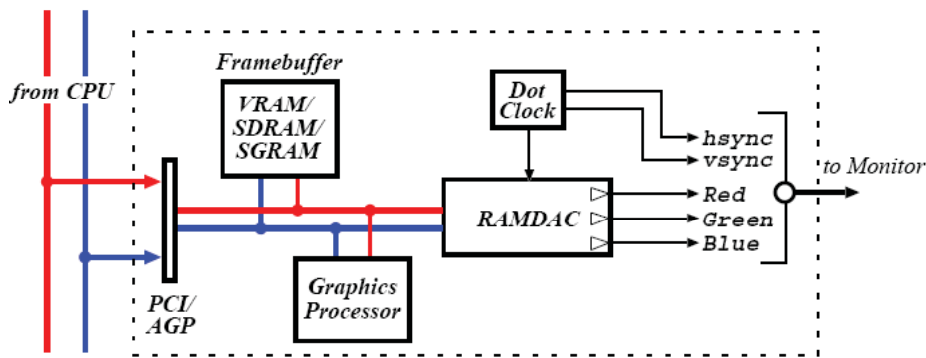 Framebuffer
from CPU
VRAM/
SDRAM/
SGRAM
Dot
Clock
hsync
vsync
to Monitor
Red
RAMDAC
Green
Blue
PCI/
AGP
Graphics
Processor